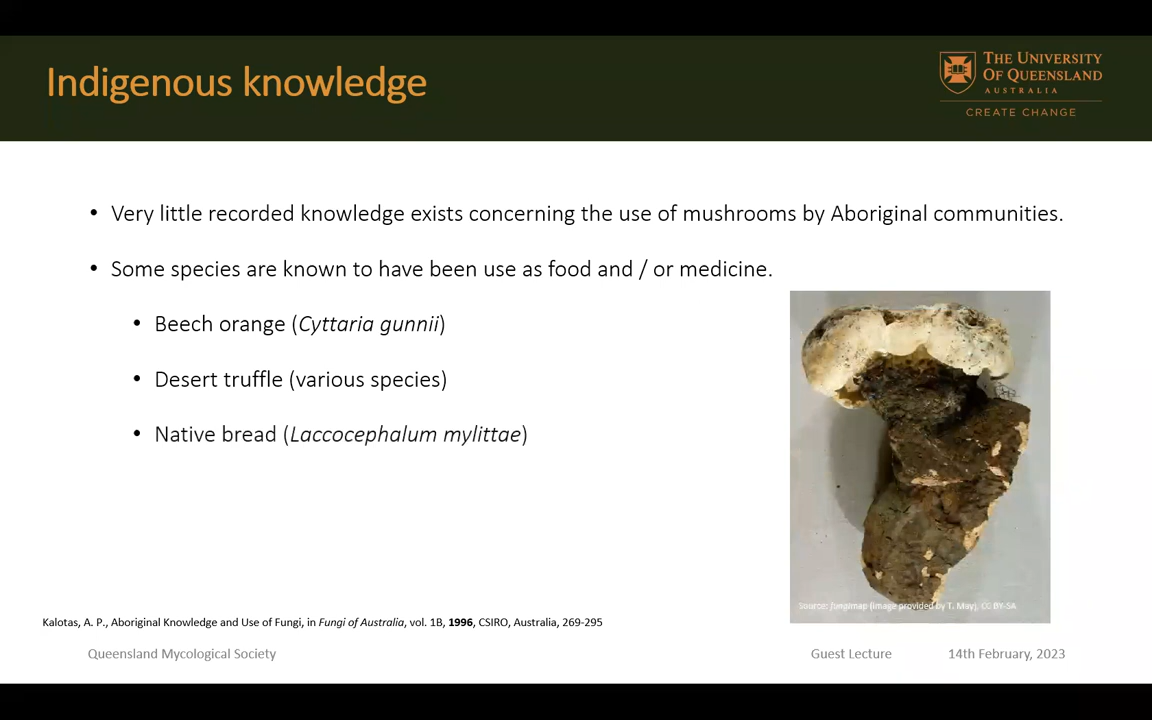 Indigenous knowledge
THE UNIVERSITY
OF QUEENSLAND
AUSTRALIA
CREATE CHANGE
• Very little recorded knowledge exists concerning the use of mushrooms by Aboriginal communities.
• Some species are known to have been use as food and / or medicine.
• Beech orange (Cyttaria gunnii)
• Desert truffle (various species)
• Native bread (Laccocephalum mylittae)
Source: fungimap (image provided by T. May), CC BY-SA
Kalotas, A. P., Aboriginal Knowledge and Use of Fungi, in Fungi of Australia, vol. 1B, 1996, CSIRO, Australia, 269-295
Queensland Mycological Society Guest Lecture 14th February, 2023